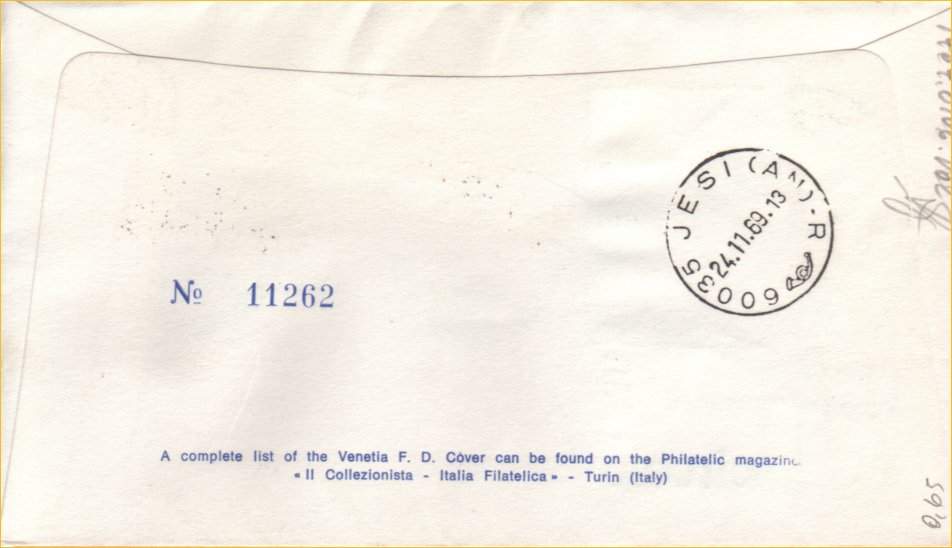 JESI (AN) - R
24.11.69.13
60035
№ 11262
A complete list of the Venetia F. D. Cover can be found on the Philatelic magazine
« Il Collezionista - Italia Filatelica » - Turin (Italy)
0,65